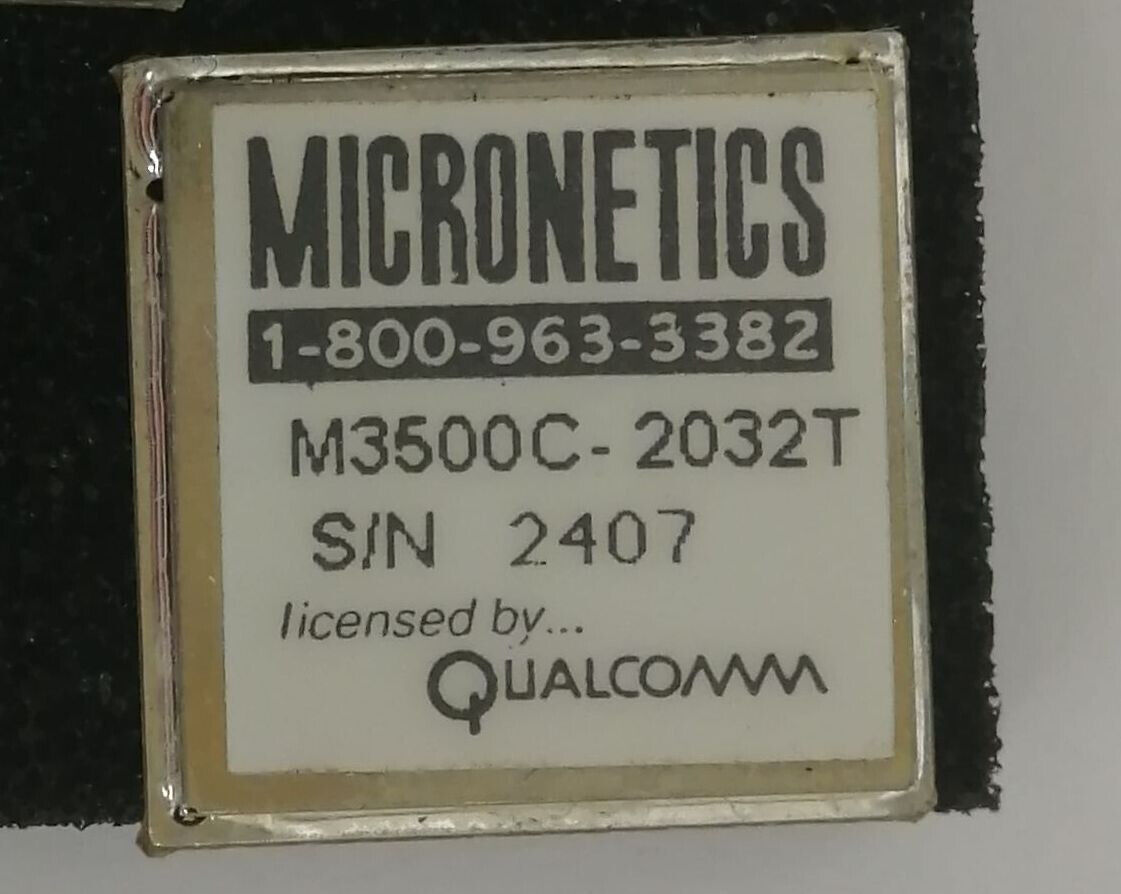 MICRONETICS
1-800-963-3382
M3500C-2032T
S/N 2407
licensed by...
QUALCOMM